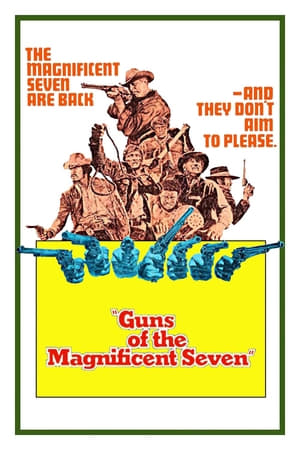 THE
MAGNIFICENT
SEVEN
ARE BACK
—AND
THEY DON'T
AIM
TO PLEASE.
"Guns
of the
Magnificent Seven"